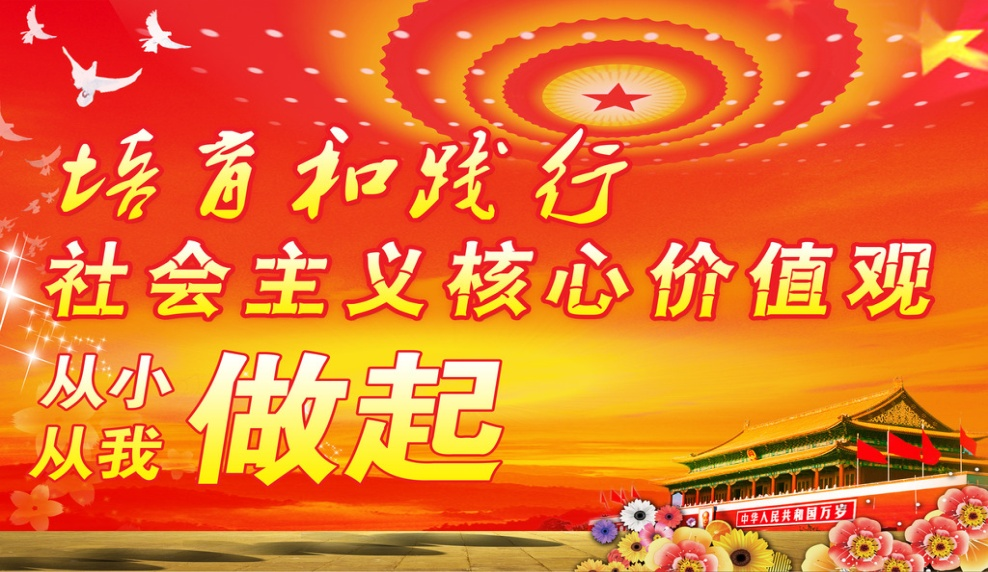 培育和践行
社会主义核心价值观
从小
从我
做起
中华人民共和国万岁